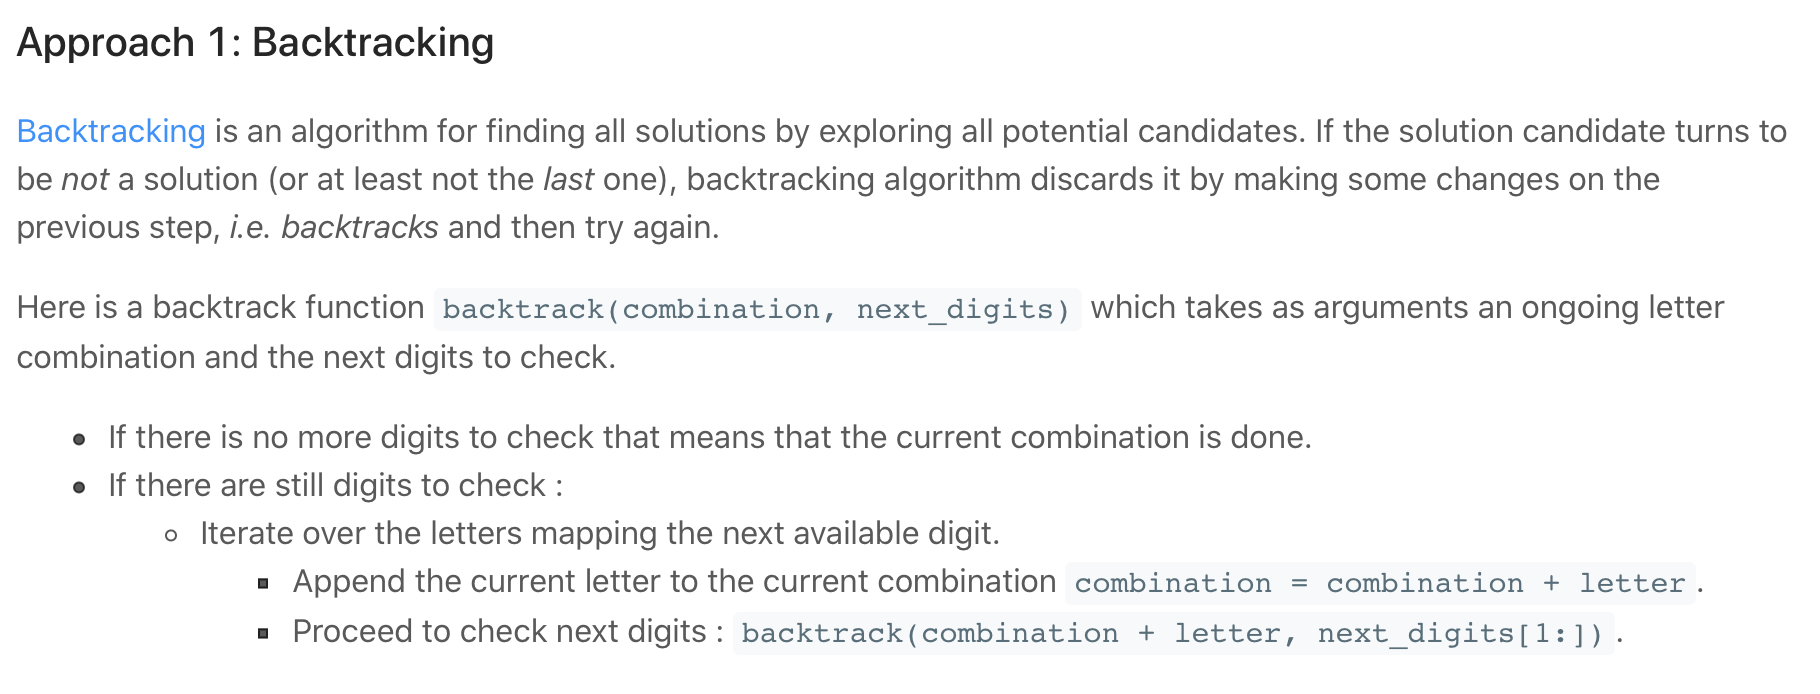 Approach 1: Backtracking
Backtracking is an algorithm for finding all solutions by exploring all potential candidates. If the solution candidate turns to
be not a solution (or at least not the last one), backtracking algorithm discards it by making some changes on the
previous step, i.e. backtracks and then try again.
Here is a backtrack function backtrack(combination, next_digits) which takes as arguments an ongoing letter
combination and the next digits to check.
If there is no more digits to check that means that the current combination is done.
If there are still digits to check :
Iterate over the letters mapping the next available digit.
Append the current letter to the current combination combination = combination + letter.
Proceed to check next digits : backtrack(combination + letter, next_digits[1:]).